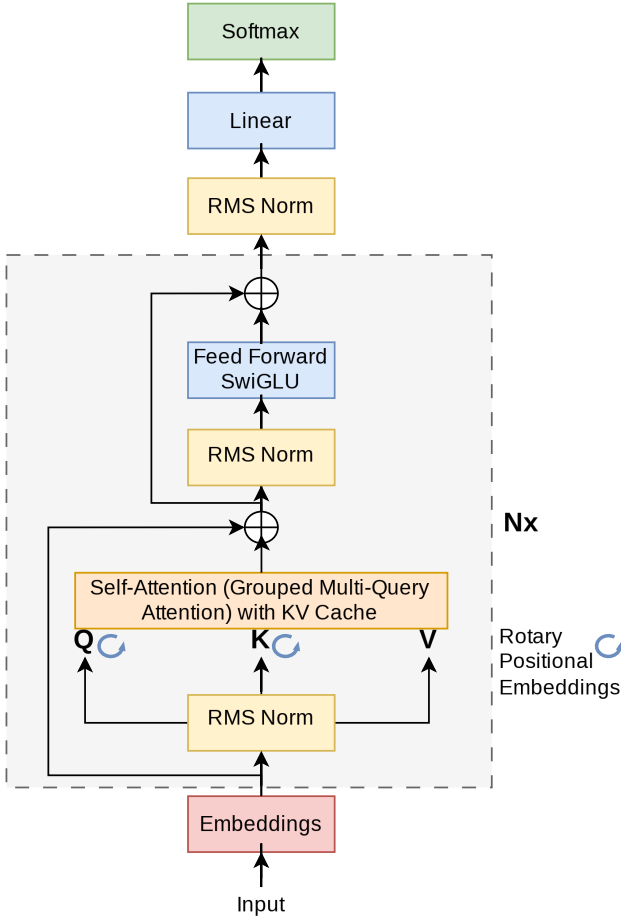 Softmax
Linear
RMS Norm
Feed Forward
SwiGLU
RMS Norm
Nx
Self-Attention (Grouped Multi-Query
Attention) with KV Cache
Q
K
V
Rotary
Positional
Embeddings
RMS Norm
Embeddings
Input